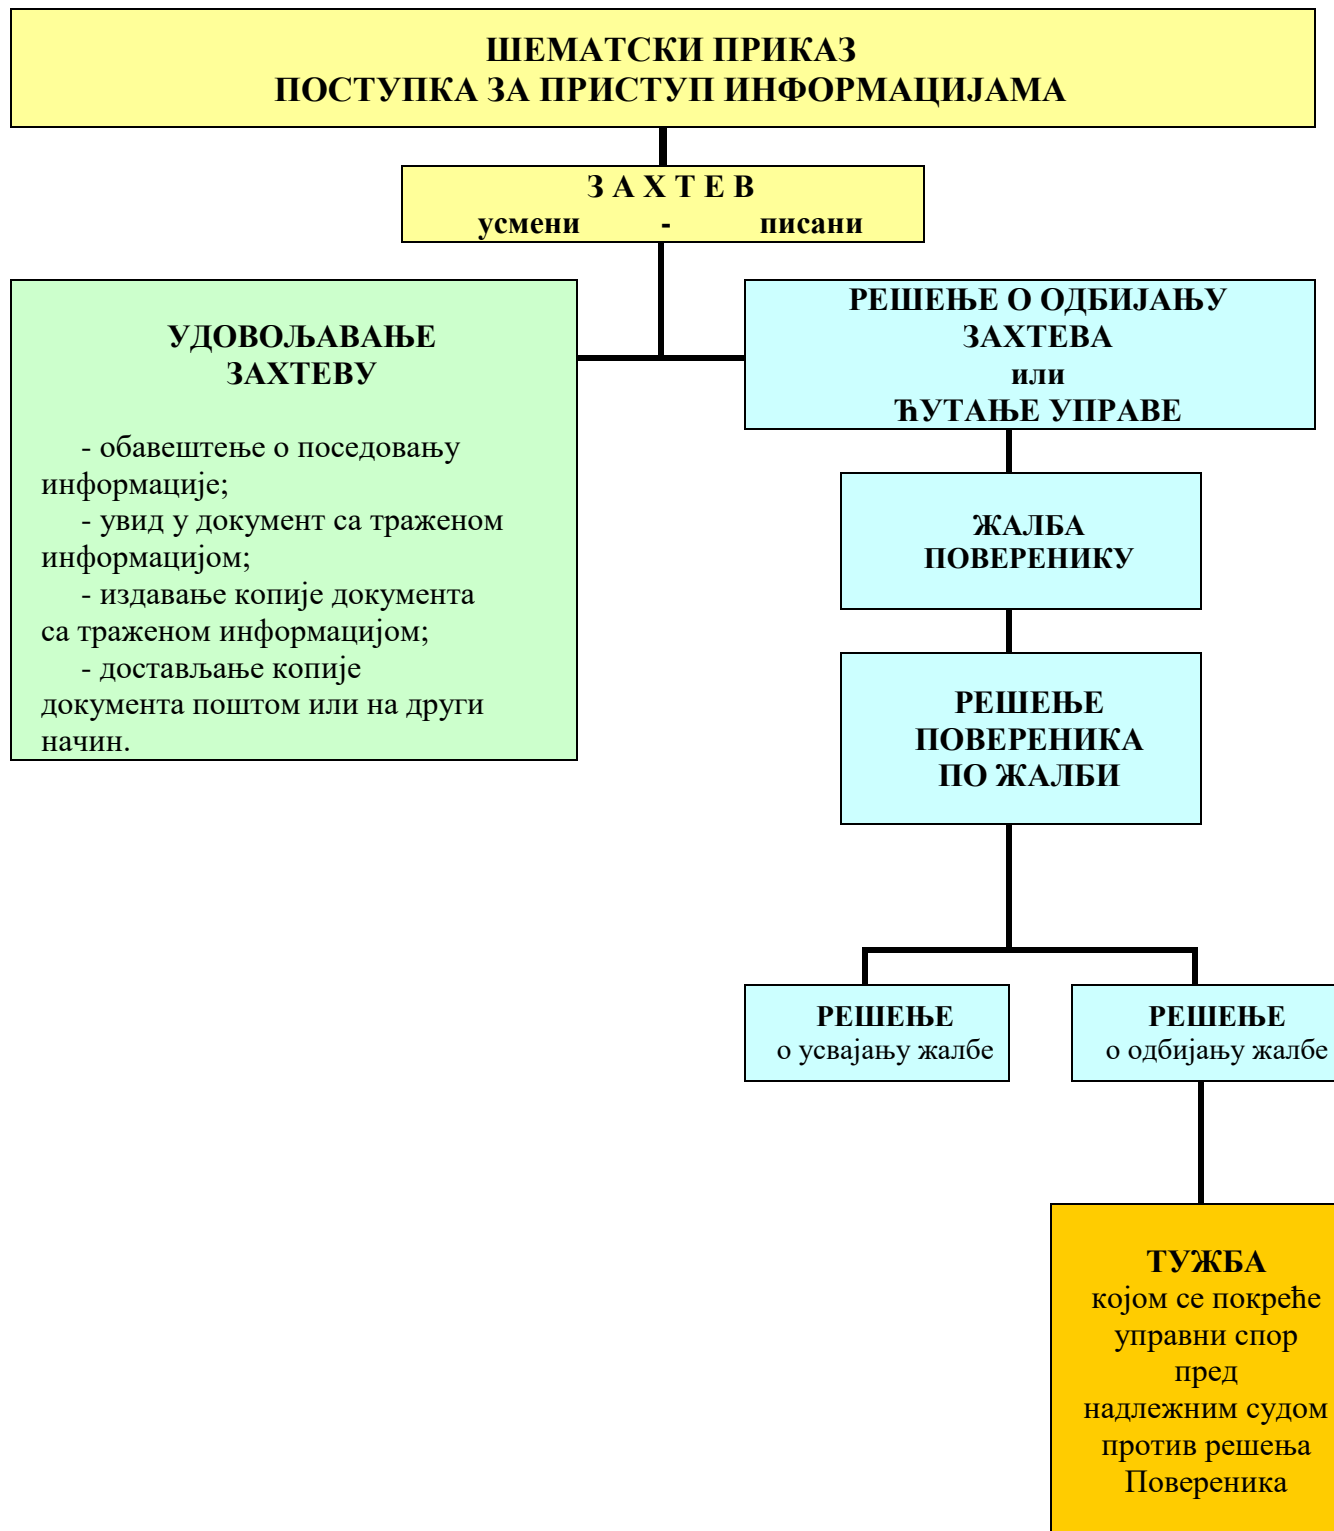 ШЕМАТСКИ ПРИКАЗ
ПОСТУПКА ЗА ПРИСТУП ИНФОРМАЦИЈАМА
З А Х Т Е В
усмени - писани
УДОВОЉАВАЊЕ
ЗАХТЕВУ
- обавештење о поседовању
информације;
- увид у документ са траженом
информацијом;
- издавање копије документа
са траженом информацијом;
- достављање копије
документа поштом или на други
начин.
РЕШЕЊЕ О ОДБИЈАЊУ
ЗАХТЕВА
или
ЋУТАЊЕ УПРАВЕ
ЖАЛБА
ПОВЕРЕНИКУ
РЕШЕЊЕ
ПОВЕРЕНИКА
ПО ЖАЛБИ
РЕШЕЊЕ
о усвајању жалбе
РЕШЕЊЕ
о одбијању жалбе
ТУЖБА
којом се покреће
управни спор
пред
надлежним судом
против решења
Повереника